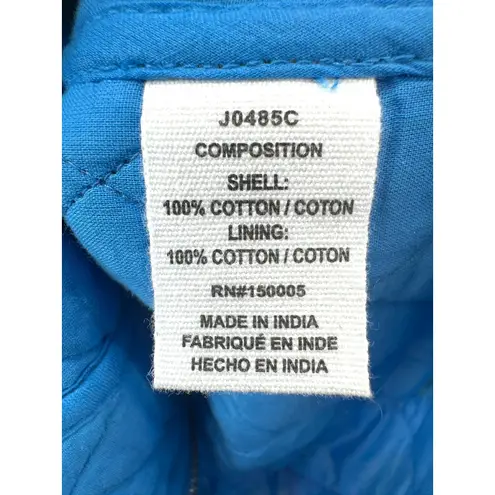 J0485C
COMPOSITION
SHELL:
100% COTTON / COTON
LINING:
100% COTTON / COTON
RN#150005
MADE IN INDIA
FABRIQUÉ EN INDE
HECHO EN INDIA